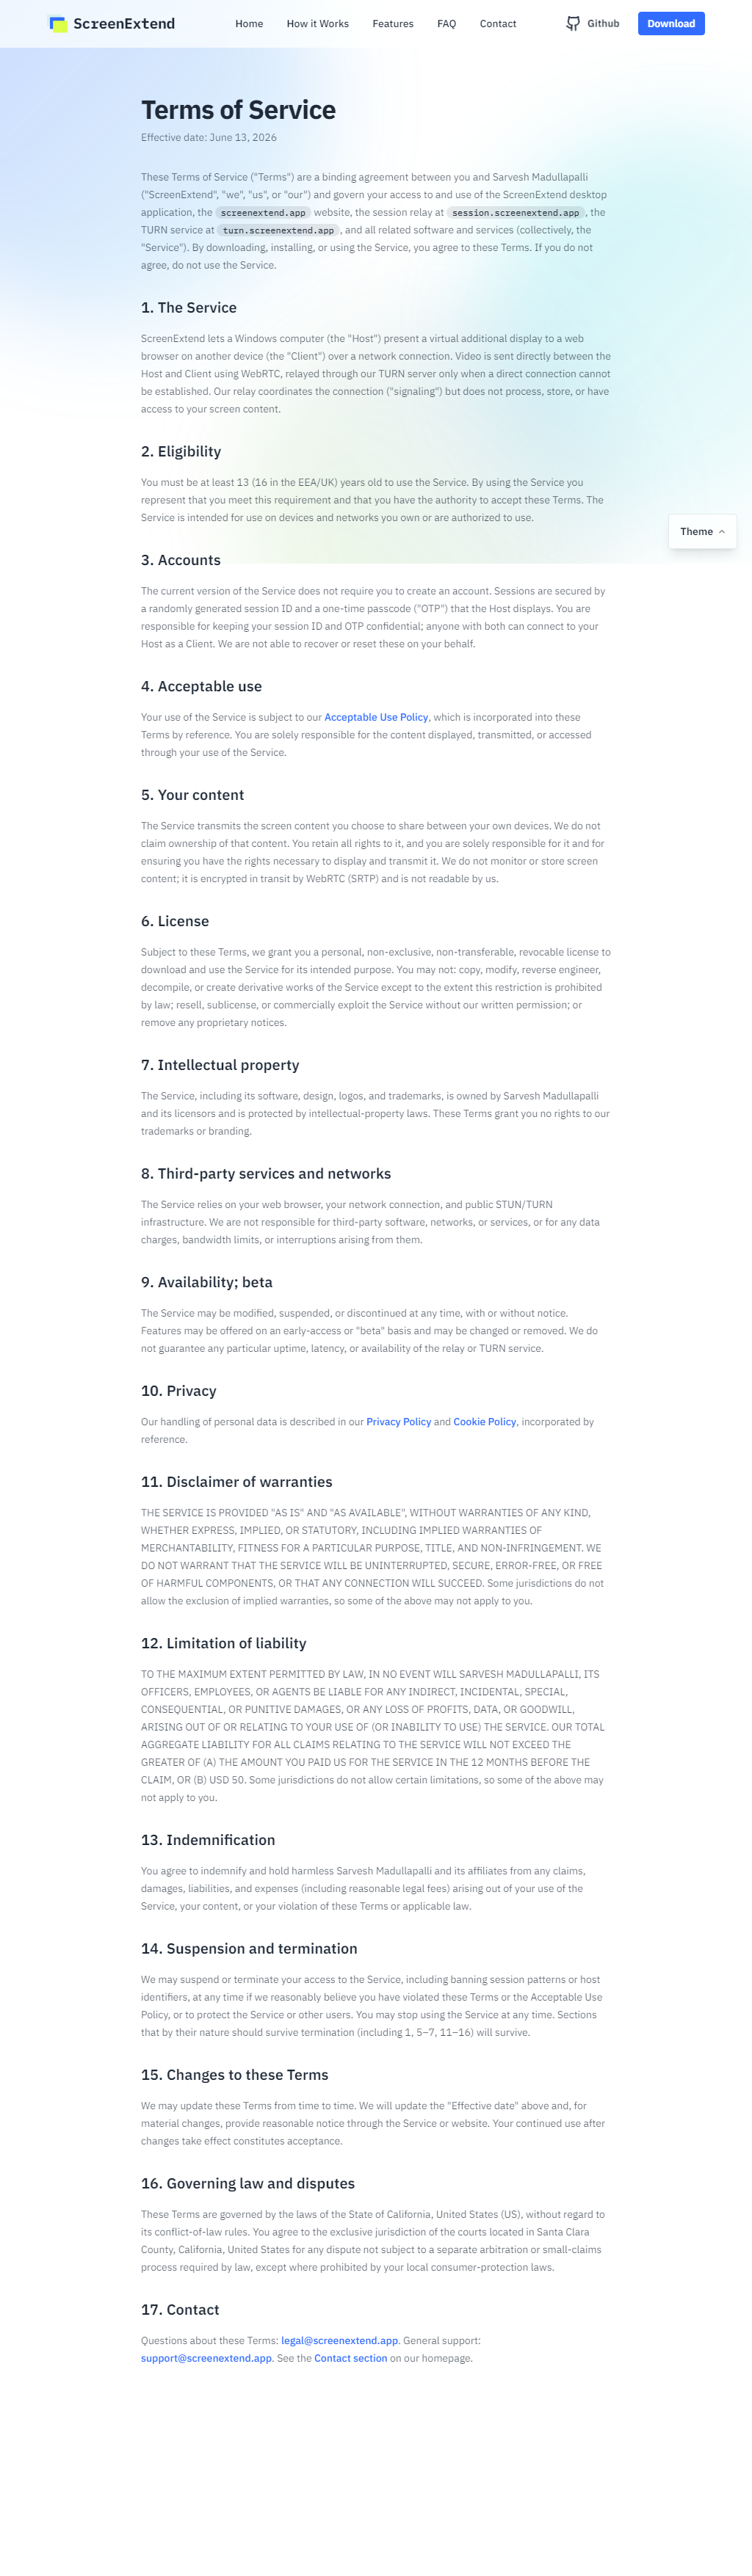 ScreenExtend
Home
How it Works
Features
FAQ
Contact
Github
Download
Terms of Service
Effective date: June 13, 2026
These Terms of Service ("Terms") are a binding agreement between you and Sarvesh Madullapalli
("ScreenExtend", "we", "us", or "our") and govern your access to and use of the ScreenExtend desktop
application, the screenextend.app website, the session relay at session.screenextend.app, the
TURN service at turn.screenextend.app, and all related software and services (collectively, the
"Service"). By downloading, installing, or using the Service, you agree to these Terms. If you do not
agree, do not use the Service.
1. The Service
ScreenExtend lets a Windows computer (the "Host") present a virtual additional display to a web
browser on another device (the "Client") over a network connection. Video is sent directly between the
Host and Client using WebRTC, relayed through our TURN server only when a direct connection cannot
be established. Our relay coordinates the connection ("signaling") but does not process, store, or have
access to your screen content.
2. Eligibility
You must be at least 13 (16 in the EEA/UK) years old to use the Service. By using the Service you
represent that you meet this requirement and that you have the authority to accept these Terms. The
Service is intended for use on devices and networks you own or are authorized to use.
Theme
3. Accounts
The current version of the Service does not require you to create an account. Sessions are secured by
a randomly generated session ID and a one-time passcode ("OTP") that the Host displays. You are
responsible for keeping your session ID and OTP confidential; anyone with both can connect to your
Host as a Client. We are not able to recover or reset these on your behalf.
4. Acceptable use
Your use of the Service is subject to our Acceptable Use Policy, which is incorporated into these
Terms by reference. You are solely responsible for the content displayed, transmitted, or accessed
through your use of the Service.
5. Your content
The Service transmits the screen content you choose to share between your own devices. We do not
claim ownership of that content. You retain all rights to it, and you are solely responsible for it and for
ensuring you have the rights necessary to display and transmit it. We do not monitor or store screen
content; it is encrypted in transit by WebRTC (SRTP) and is not readable by us.
6. License
Subject to these Terms, we grant you a personal, non-exclusive, non-transferable, revocable license to
download and use the Service for its intended purpose. You may not: copy, modify, reverse engineer,
decompile, or create derivative works of the Service except to the extent this restriction is prohibited
by law; resell, sublicense, or commercially exploit the Service without our written permission; or
remove any proprietary notices.
7. Intellectual property
The Service, including its software, design, logos, and trademarks, is owned by Sarvesh Madullapalli
and its licensors and is protected by intellectual-property laws. These Terms grant you no rights to our
trademarks or branding.
8. Third-party services and networks
The Service relies on your web browser, your network connection, and public STUN/TURN
infrastructure. We are not responsible for third-party software, networks, or services, or for any data
charges, bandwidth limits, or interruptions arising from them.
9. Availability; beta
The Service may be modified, suspended, or discontinued at any time, with or without notice.
Features may be offered on an early-access or "beta" basis and may be changed or removed. We do
not guarantee any particular uptime, latency, or availability of the relay or TURN service.
10. Privacy
Our handling of personal data is described in our Privacy Policy and Cookie Policy, incorporated by
reference.
11. Disclaimer of warranties
THE SERVICE IS PROVIDED "AS IS" AND "AS AVAILABLE", WITHOUT WARRANTIES OF ANY KIND,
WHETHER EXPRESS, IMPLIED, OR STATUTORY, INCLUDING IMPLIED WARRANTIES OF
MERCHANTABILITY, FITNESS FOR A PARTICULAR PURPOSE, TITLE, AND NON-INFRINGEMENT. WE
DO NOT WARRANT THAT THE SERVICE WILL BE UNINTERRUPTED, SECURE, ERROR-FREE, OR FREE
OF HARMFUL COMPONENTS, OR THAT ANY CONNECTION WILL SUCCEED. Some jurisdictions do not
allow the exclusion of implied warranties, so some of the above may not apply to you.
12. Limitation of liability
TO THE MAXIMUM EXTENT PERMITTED BY LAW, IN NO EVENT WILL SARVESH MADULLAPALLI, ITS
OFFICERS, EMPLOYEES, OR AGENTS BE LIABLE FOR ANY INDIRECT, INCIDENTAL, SPECIAL,
CONSEQUENTIAL, OR PUNITIVE DAMAGES, OR ANY LOSS OF PROFITS, DATA, OR GOODWILL,
ARISING OUT OF OR RELATING TO YOUR USE OF (OR INABILITY TO USE) THE SERVICE. OUR TOTAL
AGGREGATE LIABILITY FOR ALL CLAIMS RELATING TO THE SERVICE WILL NOT EXCEED THE
GREATER OF (A) THE AMOUNT YOU PAID US FOR THE SERVICE IN THE 12 MONTHS BEFORE THE
CLAIM, OR (B) USD 50. Some jurisdictions do not allow certain limitations, so some of the above may
not apply to you.
13. Indemnification
You agree to indemnify and hold harmless Sarvesh Madullapalli and its affiliates from any claims,
damages, liabilities, and expenses (including reasonable legal fees) arising out of your use of the
Service, your content, or your violation of these Terms or applicable law.
14. Suspension and termination
We may suspend or terminate your access to the Service, including banning session patterns or host
identifiers, at any time if we reasonably believe you have violated these Terms or the Acceptable Use
Policy, or to protect the Service or other users. You may stop using the Service at any time. Sections
that by their nature should survive termination (including 1, 5–7, 11–16) will survive.
15. Changes to these Terms
We may update these Terms from time to time. We will update the "Effective date" above and, for
material changes, provide reasonable notice through the Service or website. Your continued use after
changes take effect constitutes acceptance.
16. Governing law and disputes
These Terms are governed by the laws of the State of California, United States (US), without regard to
its conflict-of-law rules. You agree to the exclusive jurisdiction of the courts located in Santa Clara
County, California, United States for any dispute not subject to a separate arbitration or small-claims
process required by law, except where prohibited by your local consumer-protection laws.
17. Contact
Questions about these Terms: legal@screenextend.app. General support:
support@screenextend.app. See the Contact section on our homepage.